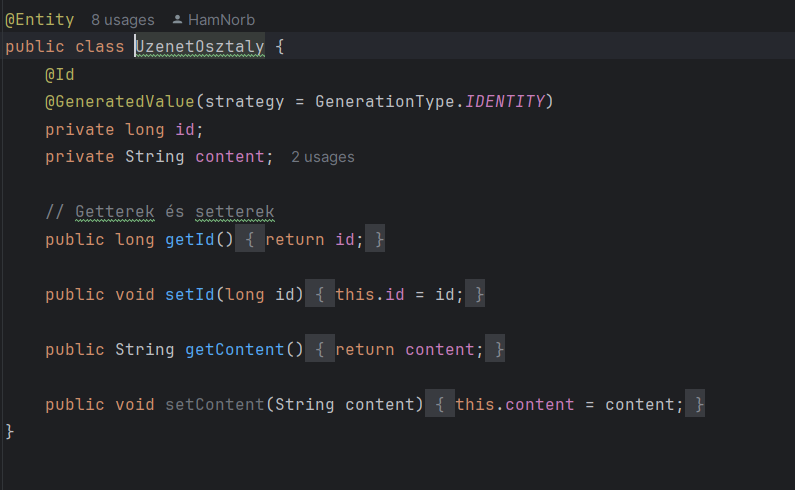 @Entity 8 usages HamNorb
public class UzenetOsztaly {
@Id
@GeneratedValue(strategy = GenerationType.IDENTITY)
private long id;
private String content; 2 usages
// Getterek és setterek
public long getId() { return id; }
public void setId(long id) { this.id = id; }
public String getContent() { return content; }
public void setContent(String content) { this.content = content; }
}